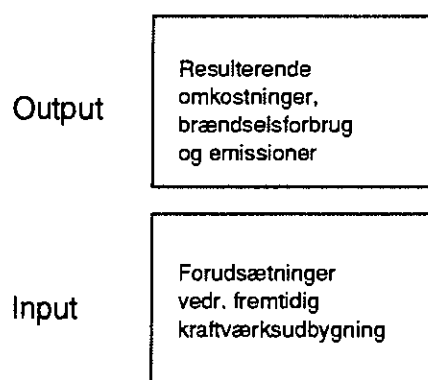 Output
Resulterende
omkostninger,
brændselsforbrug
og emissioner
Input
Forudsætninger
vedr. fremtidig
kraftværksudbygning